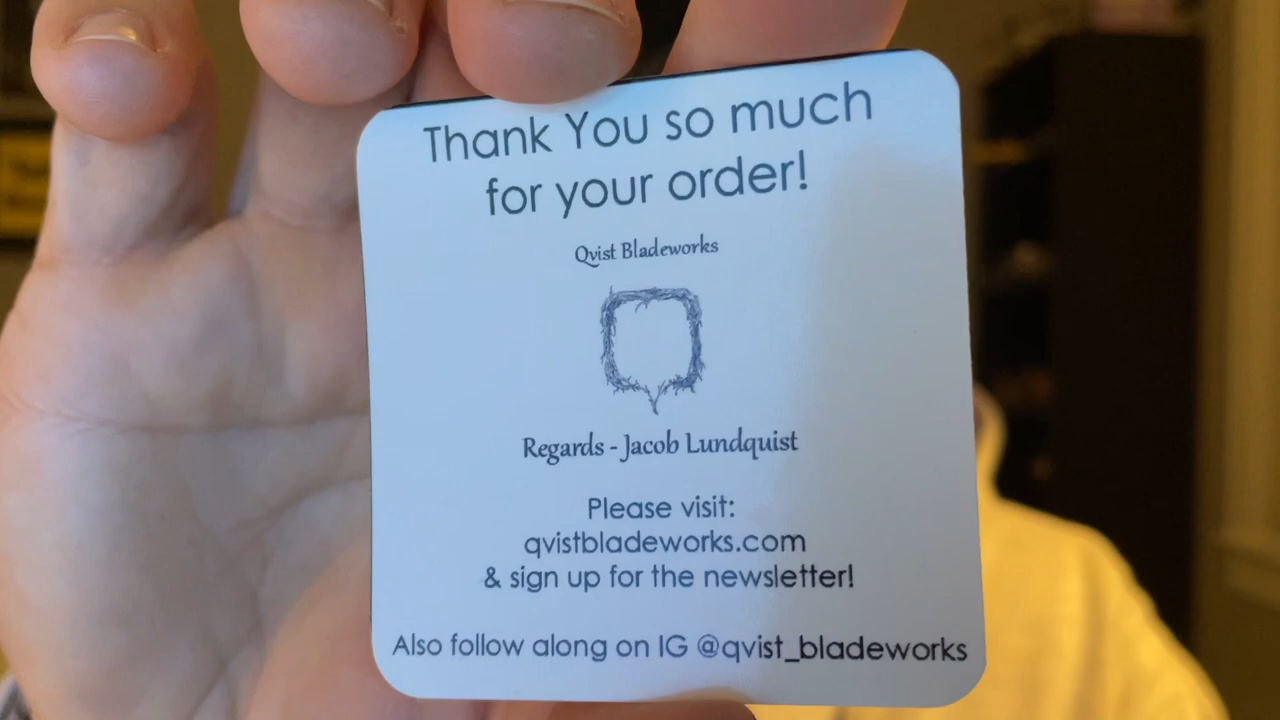 Thank You so much
for your order!
Qvist Bladeworks
Regards - Jacob Lundquist
Please visit:
qvistbladeworks.com
& sign up for the newsletter!
Also follow along on IG @qvist_bladeworks